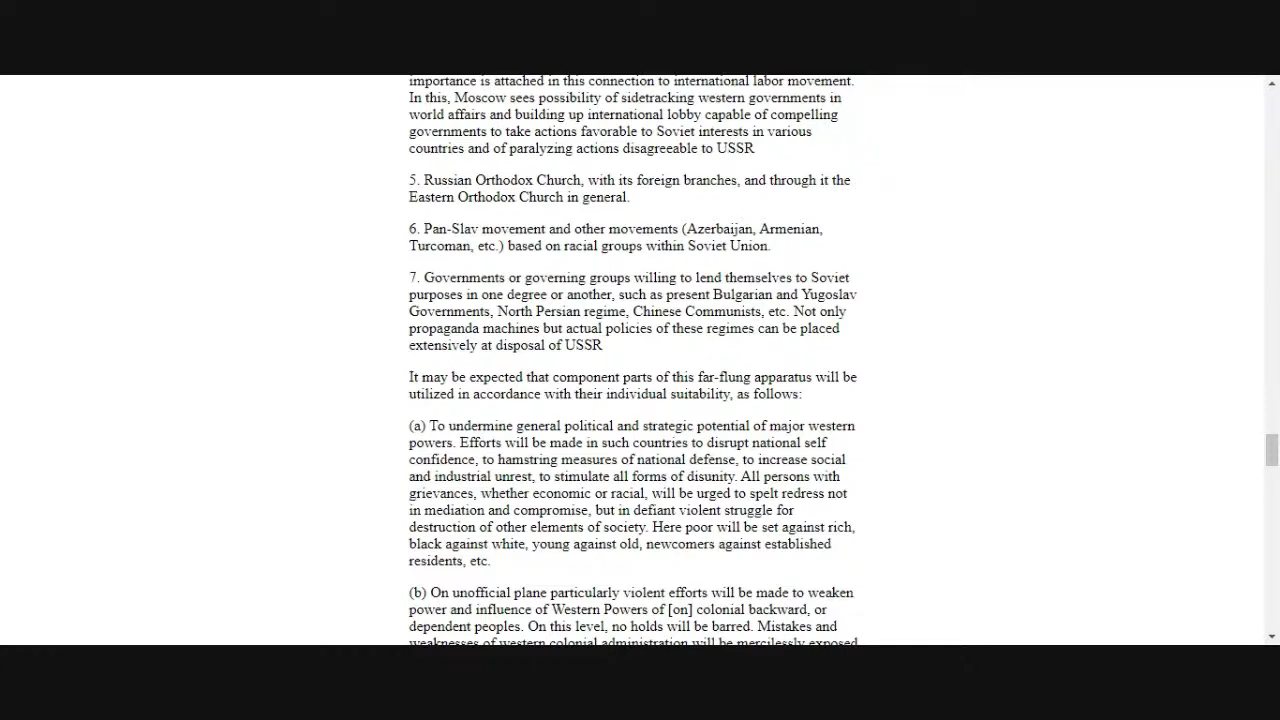 importance is attached in this connection to international labor movement.
In this, Moscow sees possibility of sidetracking western governments in
world affairs and building up international lobby capable of compelling
governments to take actions favorable to Soviet interests in various
countries and of paralyzing actions disagreeable to USSR
5. Russian Orthodox Church, with its foreign branches, and through it the
Eastern Orthodox Church in general.
6. Pan-Slav movement and other movements (Azerbaijan, Armenian,
Turcoman, etc.) based on racial groups within Soviet Union.
7. Governments or governing groups willing to lend themselves to Soviet
purposes in one degree or another, such as present Bulgarian and Yugoslav
Governments, North Persian regime, Chinese Communists, etc. Not only
propaganda machines but actual policies of these regimes can be placed
extensively at disposal of USSR
It may be expected that component parts of this far-flung apparatus will be
utilized in accordance with their individual suitability, as follows:
(a) To undermine general political and strategic potential of major western
powers. Efforts will be made in such countries to disrupt national self
confidence, to hamstring measures of national defense, to increase social
and industrial unrest, to stimulate all forms of disunity. All persons with
grievances, whether economic or racial, will be urged to spelt redress not
in mediation and compromise, but in defiant violent struggle for
destruction of other elements of society. Here poor will be set against rich,
black against white, young against old, newcomers against established
residents, etc.
(b) On unofficial plane particularly violent efforts will be made to weaken
power and influence of Western Powers of [on] colonial backward, or
dependent peoples. On this level, no holds will be barred. Mistakes and
weaknesses of western colonial administration will be mercilessly exposed